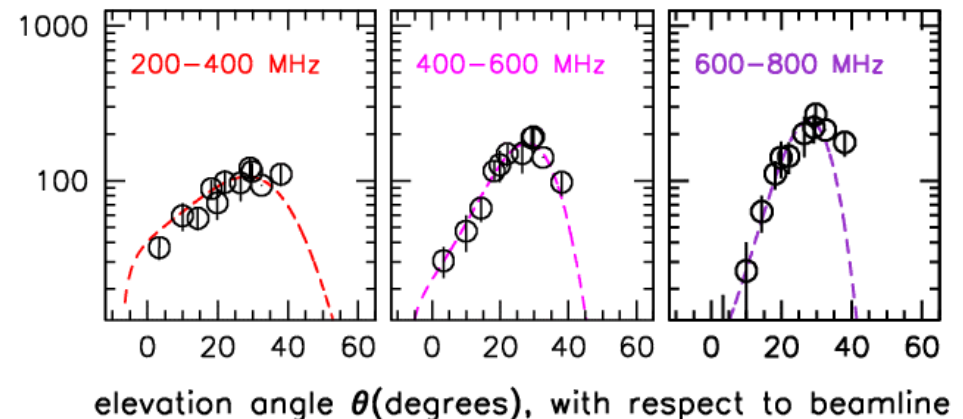 1000
100
200-400 MHz
400-600 MHz
600-800 MHz
0 20 40 60 0 20 40 60 0 20 40 60
elevation angle θ(degrees), with respect to beamline